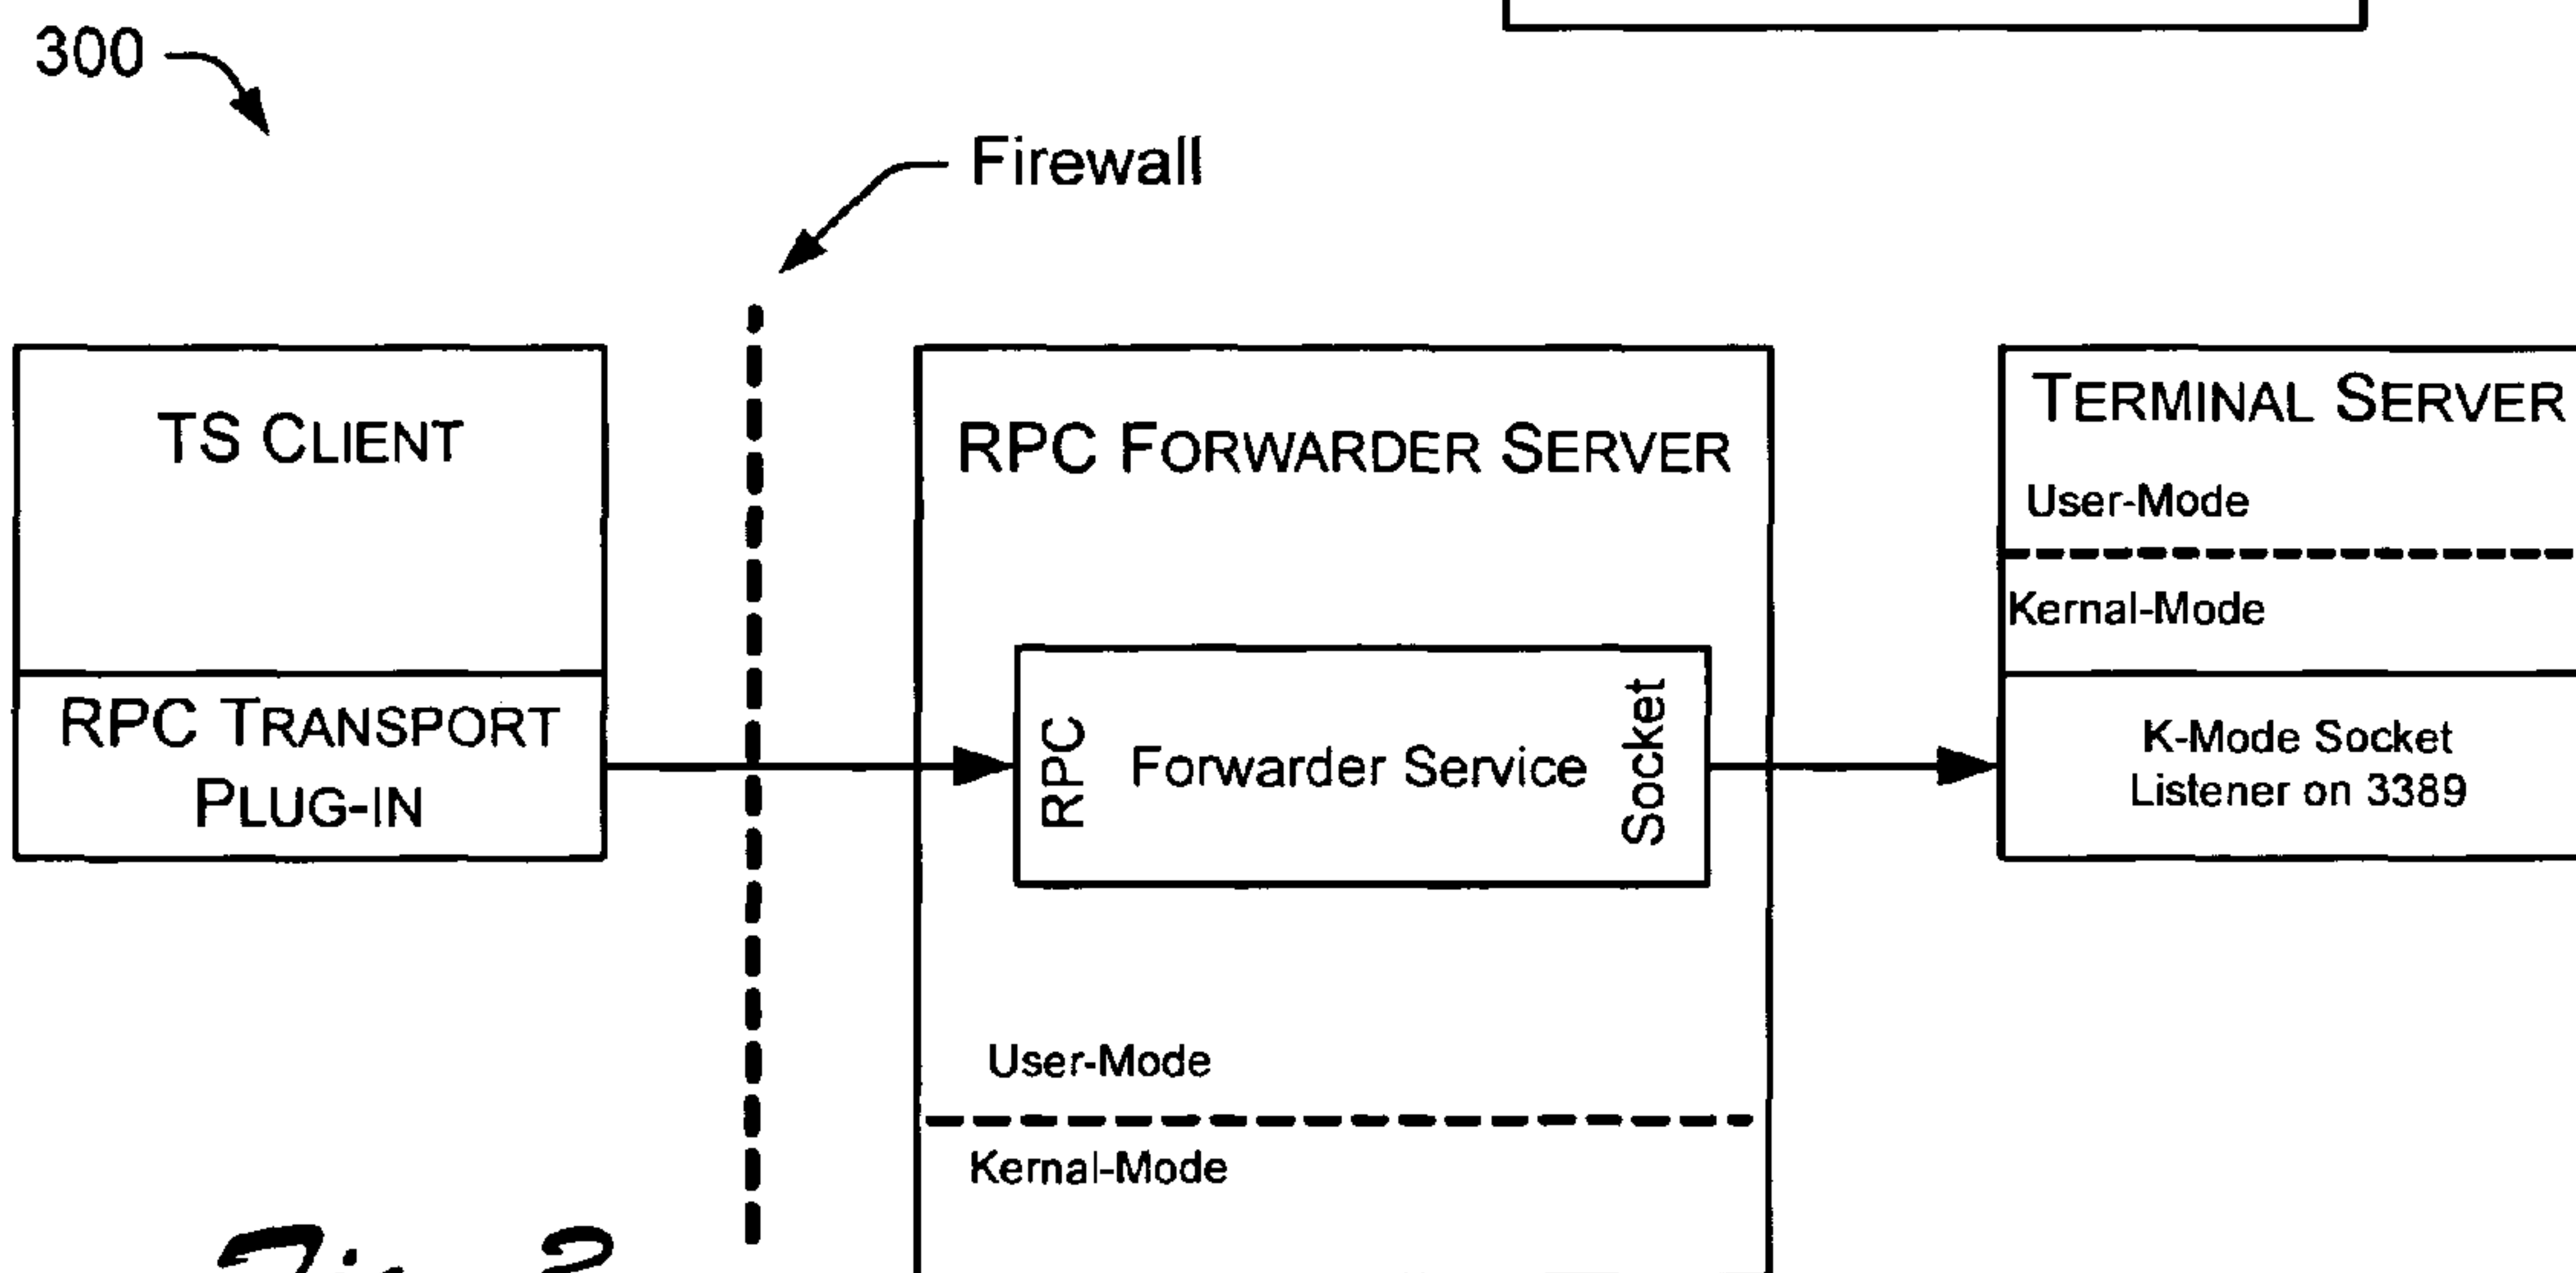 300
Firewall
TS CLIENT
RPC TRANSPORT
PLUG-IN
RPC FORWARDER SERVER
RPC
Forwarder Service
Socket
User-Mode
Kernal-Mode
TERMINAL SERVER
User-Mode
Kernal-Mode
K-Mode Socket
Listener on 3389